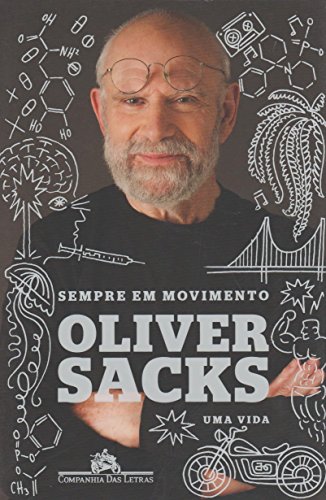 SEMPRE EM MOVIMENTO
OLIVER
SACKS
UMA VIDA
COMPANHIA DAS LETRAS